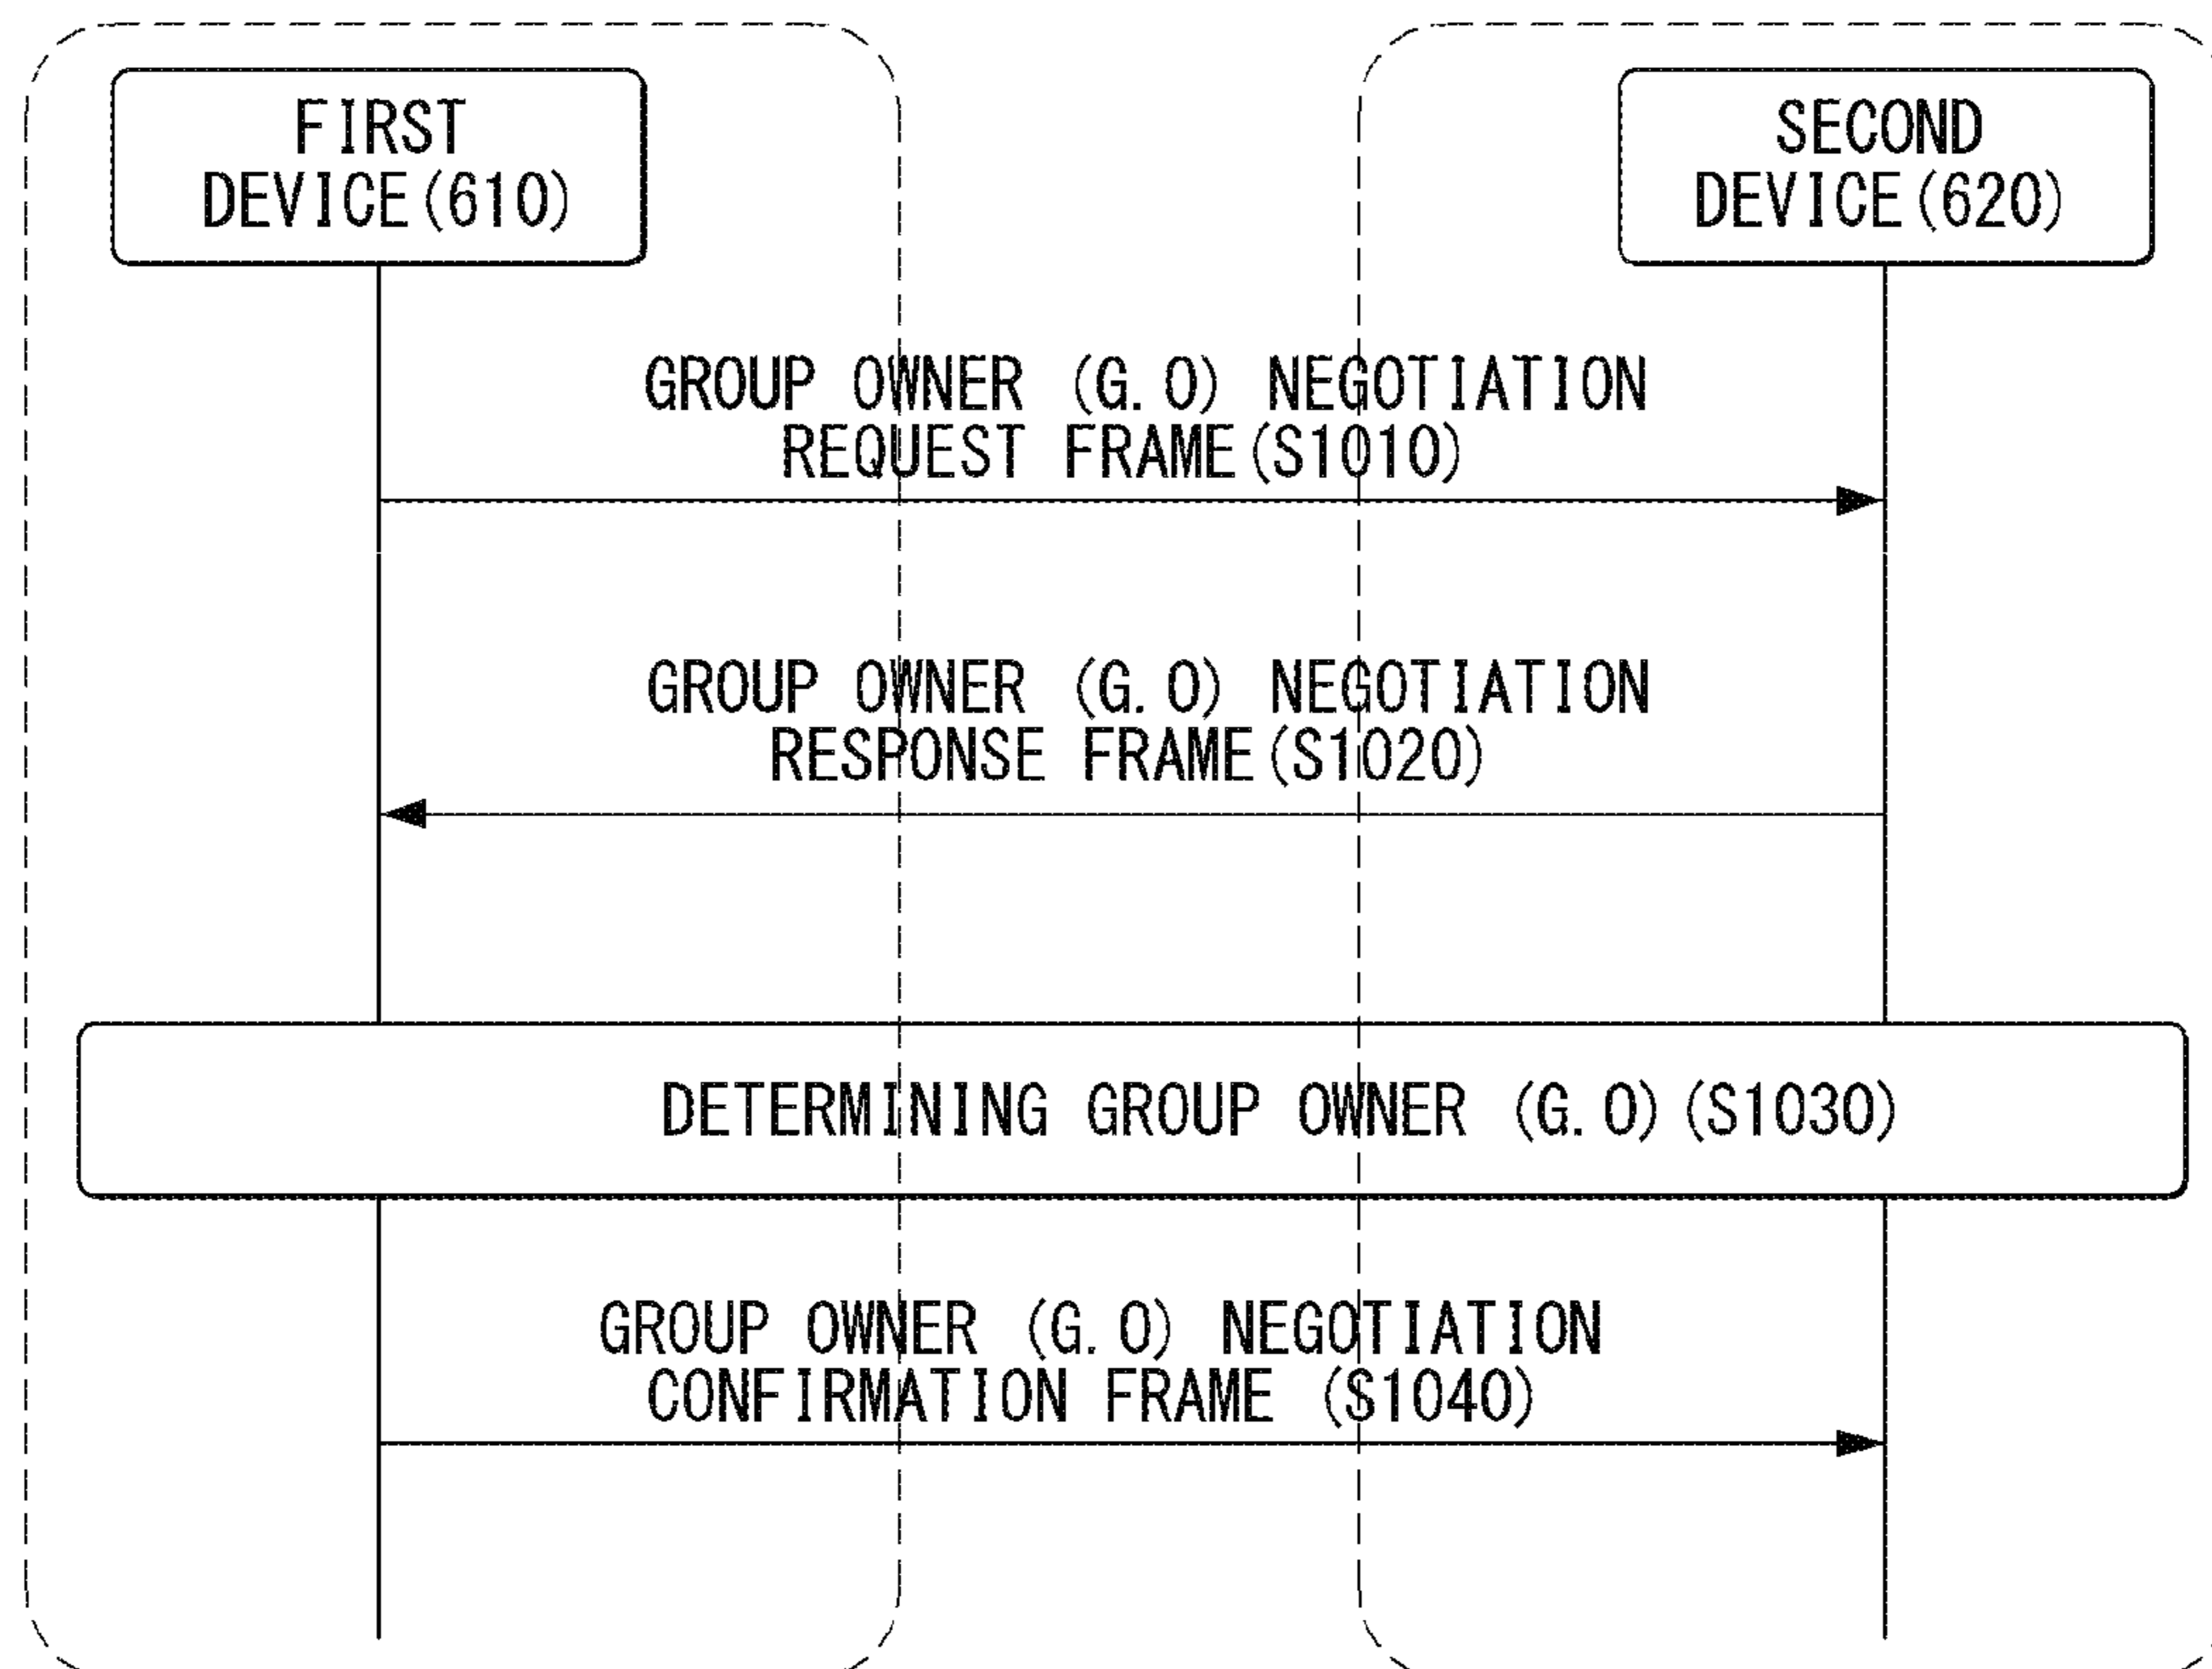 FIRST
DEVICE(610)
SECOND
DEVICE(620)
GROUP OWNER (G.O) NEGOTIATION
REQUEST FRAME(S1010)
GROUP OWNER (G.O) NEGOTIATION
RESPONSE FRAME(S1020)
DETERMINING GROUP OWNER (G.O)(S1030)
GROUP OWNER (G.O) NEGOTIATION
CONFIRMATION FRAME (S1040)